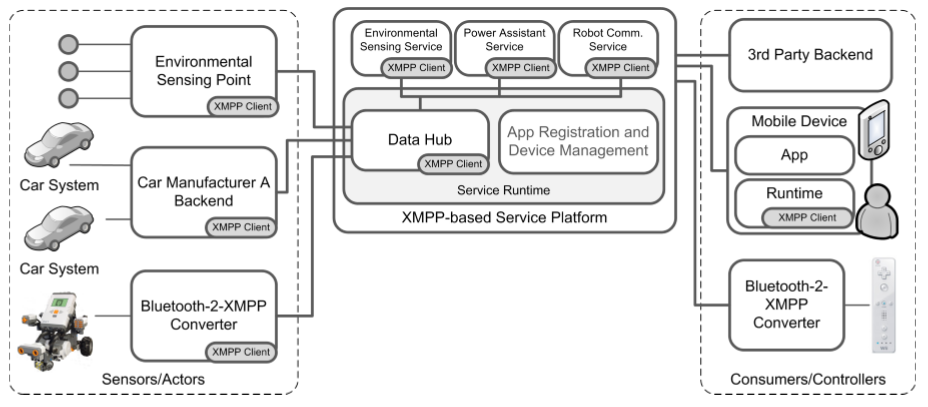 Environmental
Sensing Point
XMPP Client
Car System
Car Manufacturer A
Backend
XMPP Client
Car System
Bluetooth-2-XMPP
Converter
XMPP Client
Sensors/Actors
Environmental
Sensing Service
XMPP Client
Power Assistant
Service
XMPP Client
Robot Comm.
Service
XMPP Client
Data Hub
XMPP Client
App Registration and
Device Management
Service Runtime
XMPP-based Service Platform
3rd Party Backend
Mobile Device
App
Runtime
XMPP Client
Bluetooth-2-
XMPP
Converter
Consumers/Controllers